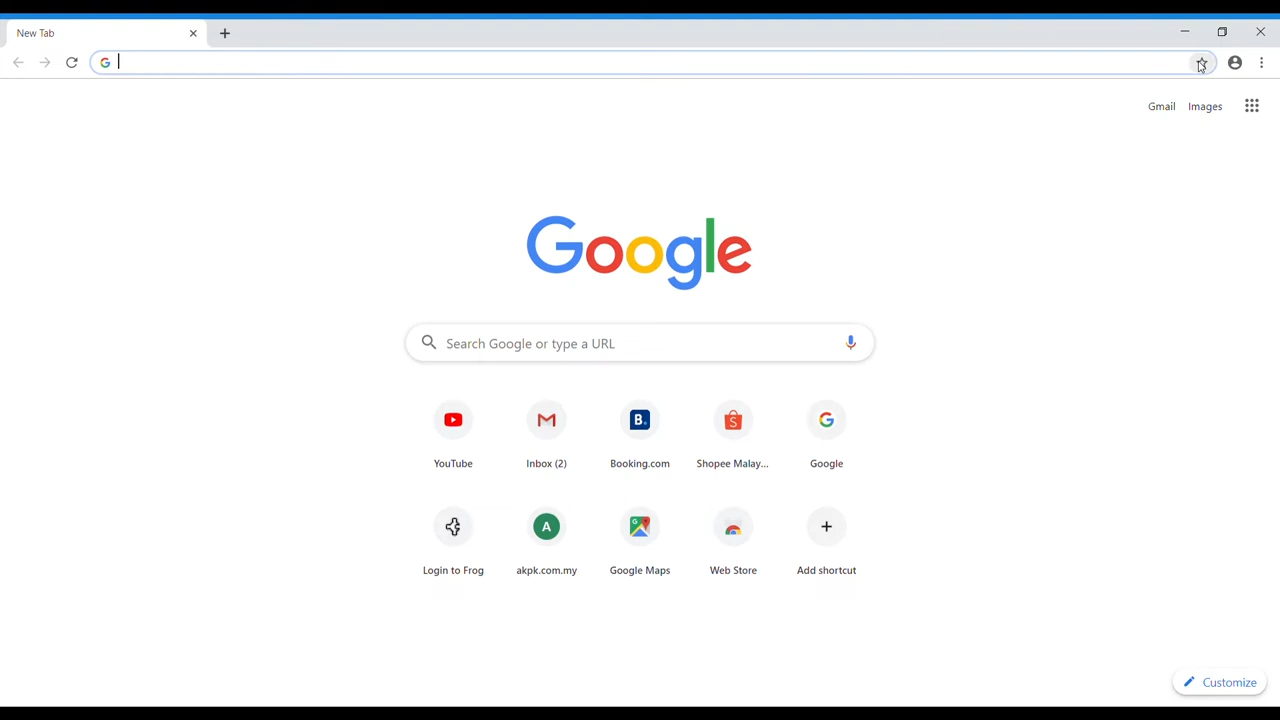 New Tab
Gmail Images
Google
Search Google or type a URL
YouTube Inbox (2) Booking.com Shopee Malay... Google
A
Login to Frog akpk.com.my Google Maps Web Store Add shortcut
Customize